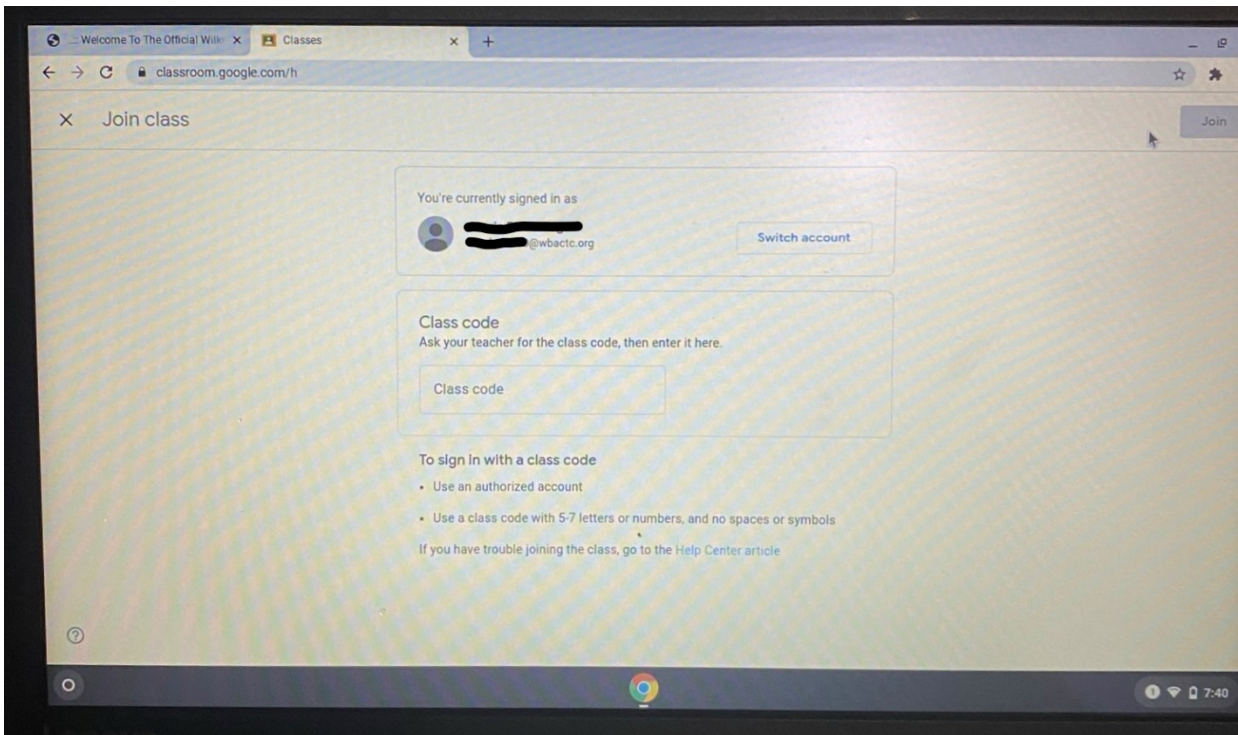 Welcome To The Official Wilk
Classes
classroom.google.com/h
Join class
Join
You're currently signed in as
@wbactc.org
Switch account
Class code
Ask your teacher for the class code, then enter it here.
Class code
To sign in with a class code
• Use an authorized account
• Use a class code with 5-7 letters or numbers, and no spaces or symbols
If you have trouble joining the class, go to the Help Center article
7:40